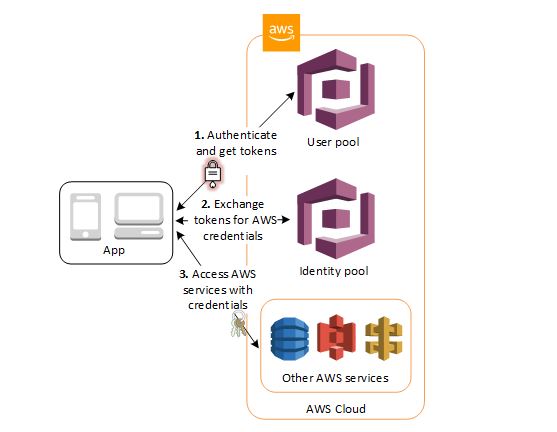 aws
1. Authenticate
and get tokens
User pool
2. Exchange
tokens for AWS
credentials
App
Identity pool
3. Access AWS
services with
credentials
Other AWS services
AWS Cloud